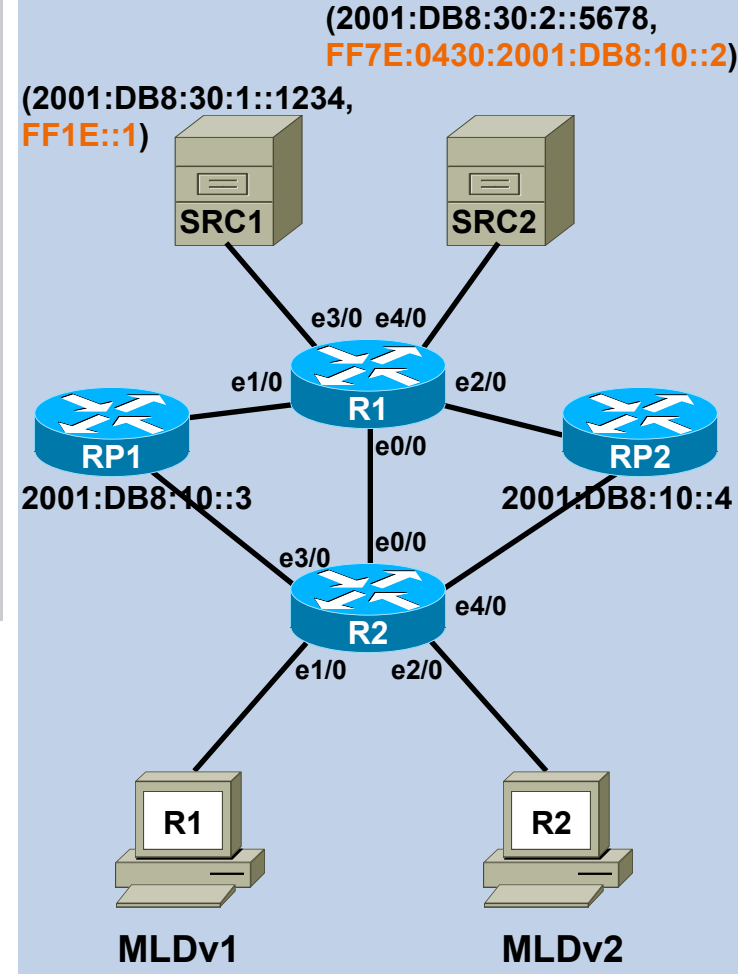 (2001:DB8:30:2::5678,
FF7E:0430:2001:DB8:10::2)
(2001:DB8:30:1::1234,
FF1E::1)
SRC1
SRC2
e3/0 e4/0
e1/0
e2/0
R1
e0/0
RP1
RP2
2001:DB8:10::3
2001:DB8:10::4
e0/0
e3/0
e4/0
R2
e1/0
e2/0
R1
R2
MLDv1
MLDv2